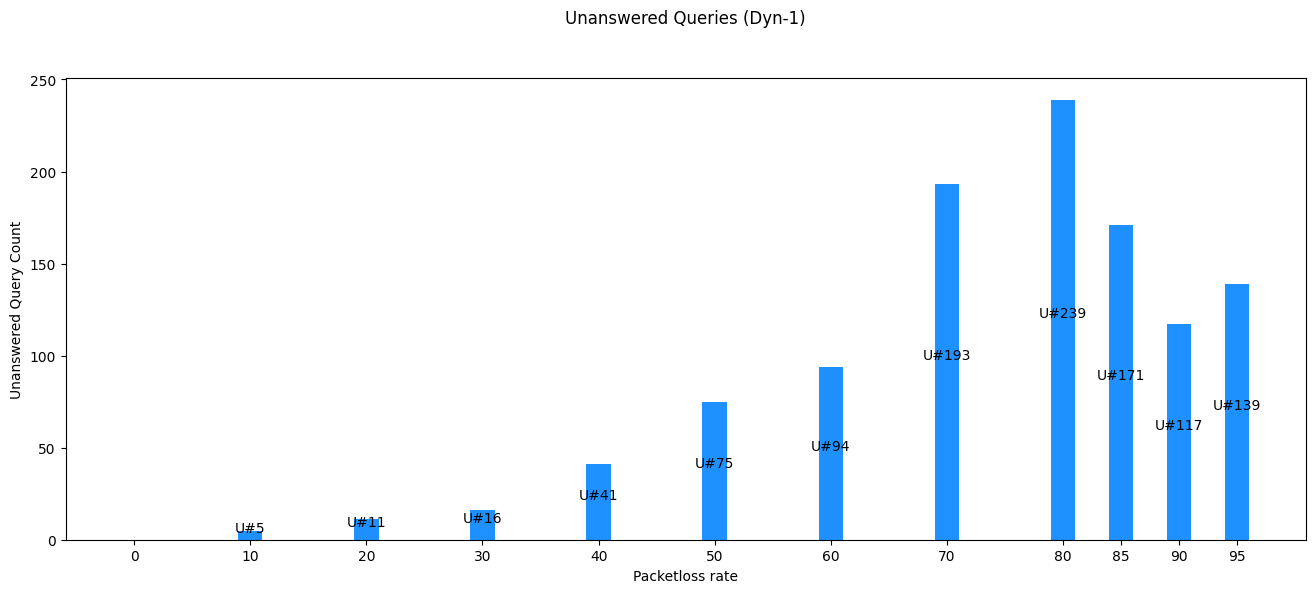 Unanswered Queries (Dyn-1)
Unanswered Query Count
250
200
150
100
50
0
U#5
U#11
U#16
U#41
U#75
U#94
U#193
U#239
U#171
U#117
U#139
0 10 20 30 40 50 60 70 80 85 90 95
Packetloss rate